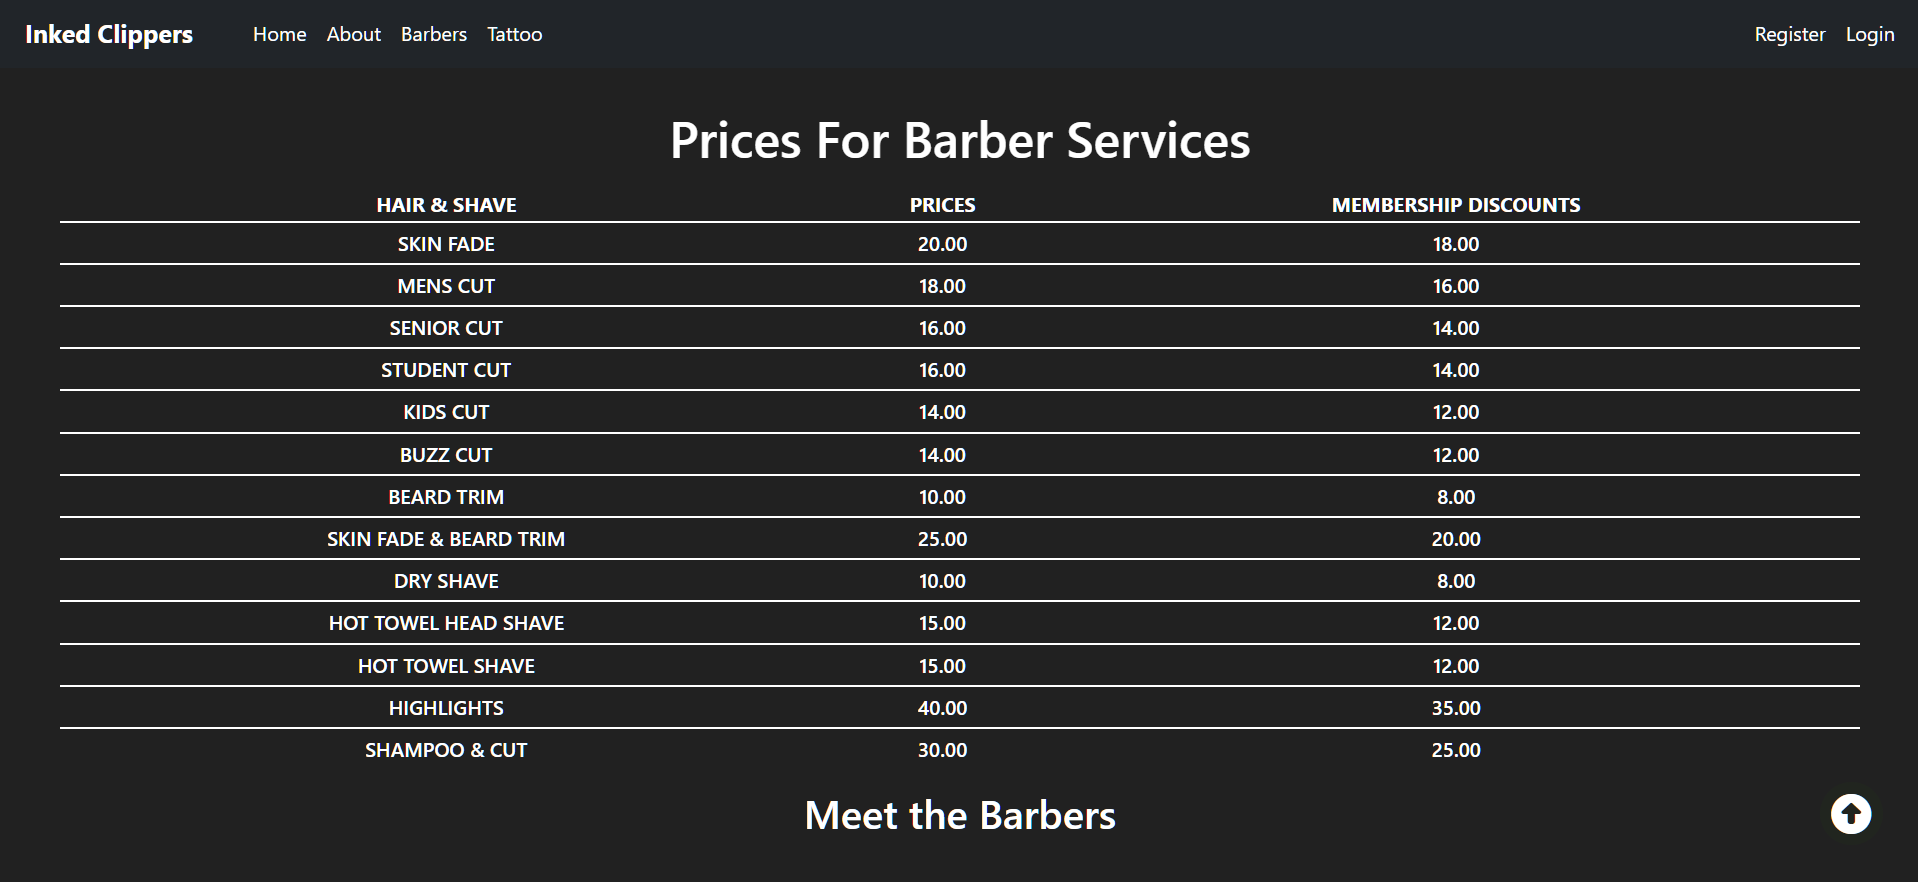 Inked Clippers Home About Barbers Tattoo Register Login
Prices For Barber Services
HAIR & SHAVE PRICES MEMBERSHIP DISCOUNTS
SKIN FADE 20.00 18.00
MENS CUT 18.00 16.00
SENIOR CUT 16.00 14.00
STUDENT CUT 16.00 14.00
KIDS CUT 14.00 12.00
BUZZ CUT 14.00 12.00
BEARD TRIM 10.00 8.00
SKIN FADE & BEARD TRIM 25.00 20.00
DRY SHAVE 10.00 8.00
HOT TOWEL HEAD SHAVE 15.00 12.00
HOT TOWEL SHAVE 15.00 12.00
HIGHLIGHTS 40.00 35.00
SHAMPOO & CUT 30.00 25.00
Meet the Barbers